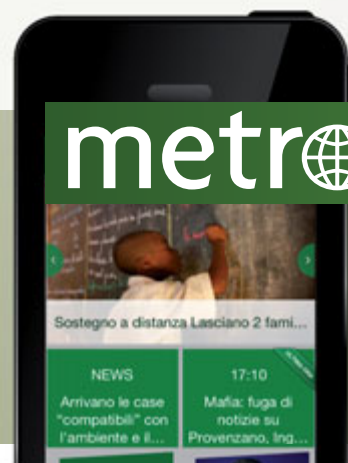 metro
Sostegno a distanza Lasciano 2 fami...
NEWS
17:10
Arrivano le case
"compatibili" con
l'ambiente e il...
Mafia: fuga di
notizie su
Provenzano, Ing...